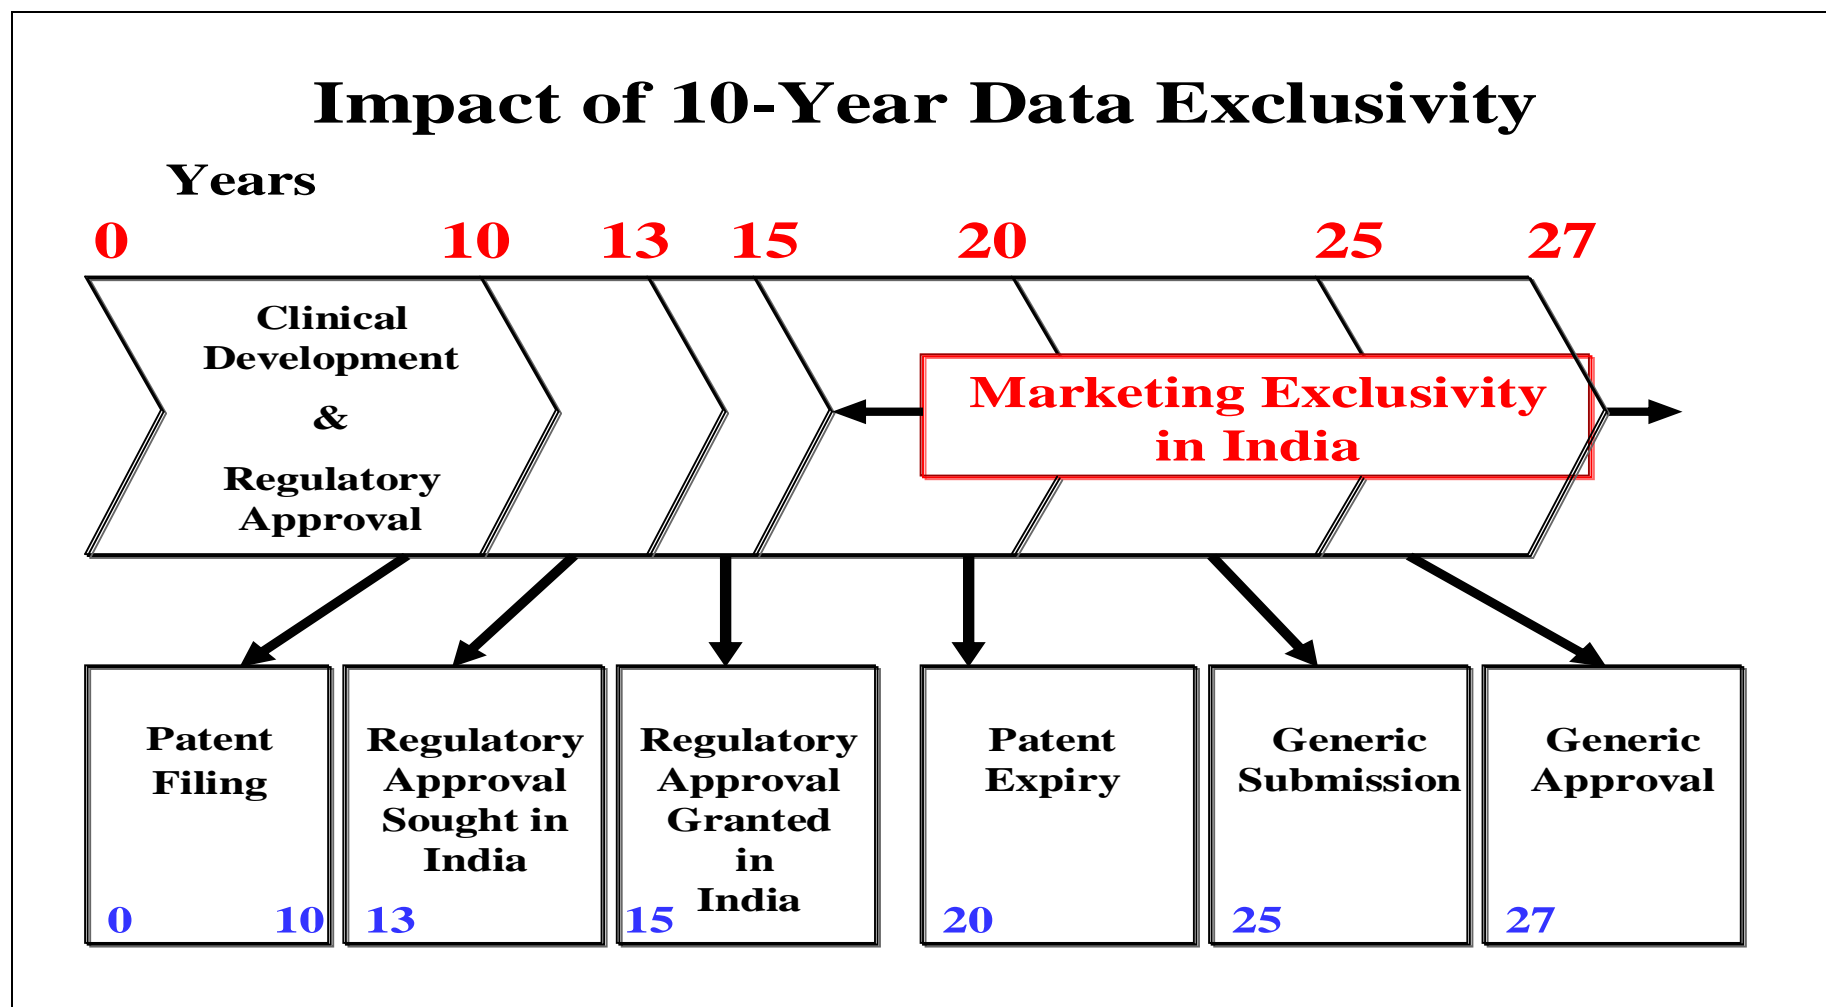 Impact of 10-Year Data Exclusivity
Years
0 10 13 15 20 25 27
Clinical
Development
&
Regulatory
Approval
Marketing Exclusivity
in India
Patent
Filing
0 10
Regulatory
Approval
Sought in
India
13
Regulatory
Approval
Granted
in
India
15
Patent
Expiry
20
Generic
Submission
25
Generic
Approval
27